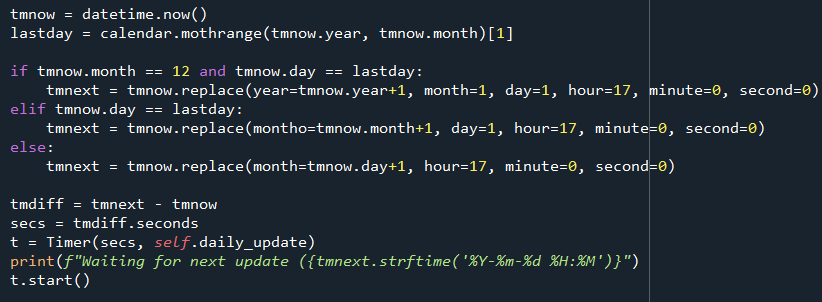 tmnow = datetime.now()
lastday = calendar.mothrange(tmnow.year, tmnow.month)[1]
if tmnow.month == 12 and tmnow.day == lastday:
    tmnext = tmnow.replace(year=tmnow.year+1, month=1, day=1, hour=17, minute=0, second=0)
elif tmnow.day == lastday:
    tmnext = tmnow.replace(montho=tmnow.month+1, day=1, hour=17, minute=0, second=0)
else:
    tmnext = tmnow.replace(month=tmnow.day+1, hour=17, minute=0, second=0)
tmdiff = tmnext - tmnow
secs = tmdiff.seconds
t = Timer(secs, self.daily_update)
print(f"Waiting for next update ({tmnext.strftime('%Y-%m-%d %H:%M')}")
t.start()